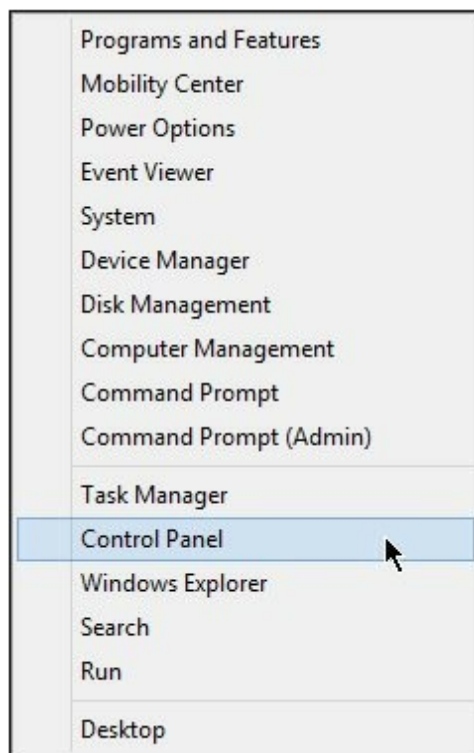 Programs and Features
Mobility Center
Power Options
Event Viewer
System
Device Manager
Disk Management
Computer Management
Command Prompt
Command Prompt (Admin)
Task Manager
Control Panel
Windows Explorer
Search
Run
Desktop